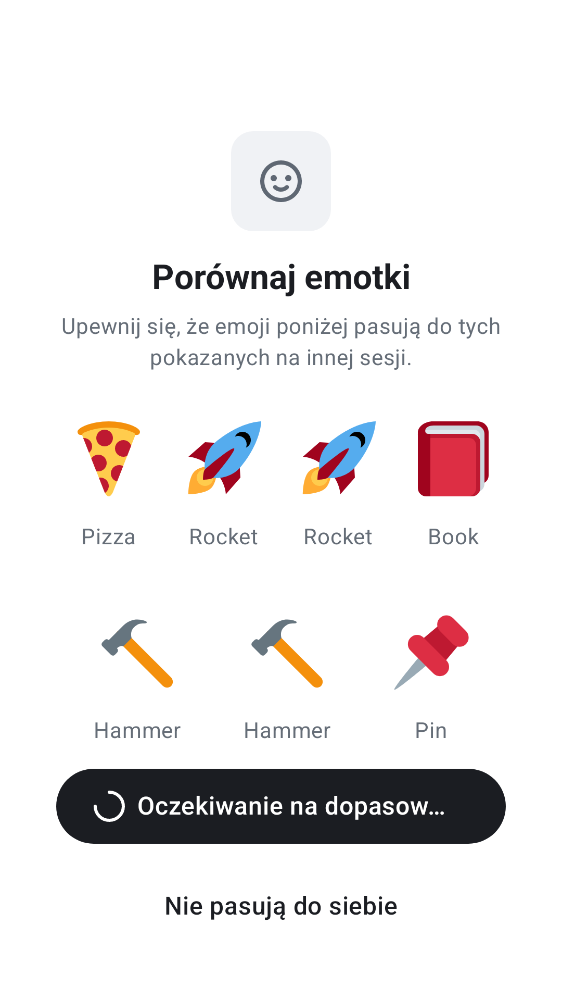 Porównaj emotki
Upewnij się, że emoji poniżej pasują do tych
pokazanych na innej sesji.
Pizza Rocket Rocket Book
Hammer Hammer Pin
Oczekiwanie na dopasow…
Nie pasują do siebie